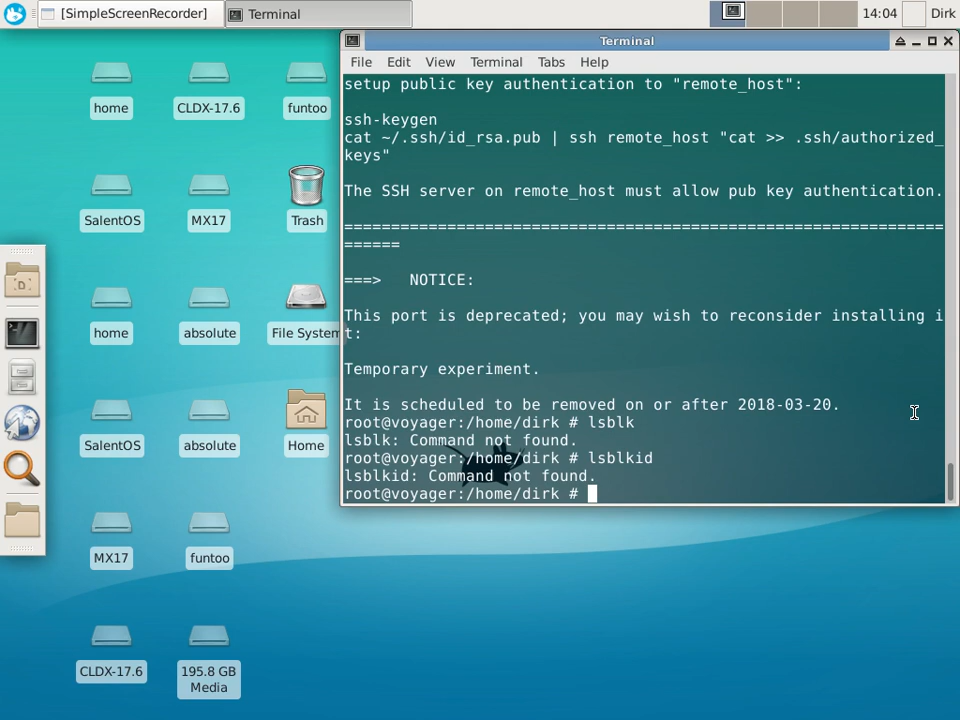 [SimpleScreenRecorder]
Terminal
14:04
Dirk
home
CLDX-17.6
funtoo
SalentOS
MX17
Trash
home
absolute
File System
SalentOS
absolute
Home
MX17
funtoo
CLDX-17.6
195.8 GB
Media
D
Terminal
File Edit View Terminal Tabs Help
setup public key authentication to "remote_host":
ssh-keygen
cat ~/.ssh/id_rsa.pub | ssh remote_host "cat >> .ssh/authorized_
keys"
The SSH server on remote_host must allow pub key authentication.
=================================================================
======
===>   NOTICE:
This port is deprecated; you may wish to reconsider installing i
t:
Temporary experiment.
It is scheduled to be removed on or after 2018-03-20.
root@voyager:/home/dirk # lsblk
lsblk: Command not found.
root@voyager:/home/dirk # lsblkid
lsblkid: Command not found.
root@voyager:/home/dirk #